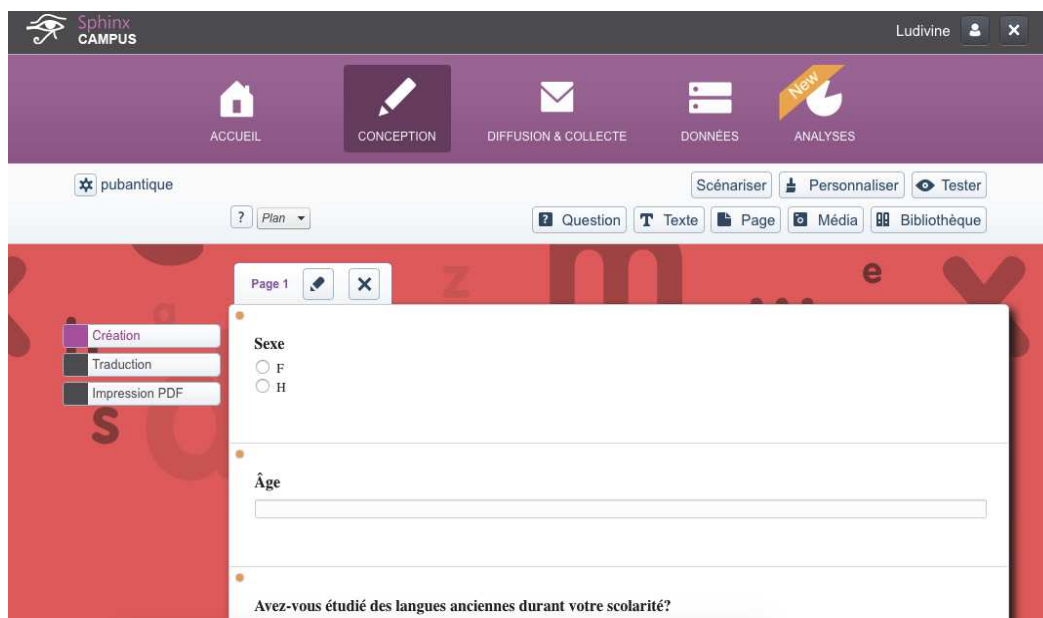 Sphinx
CAMPUS
Ludivine
New
ACCUEIL CONCEPTION DIFFUSION & COLLECTE DONNÉES ANALYSES
pubantique
Scénariser Personnaliser Tester
? Plan
Question Texte Page Média Bibliothèque
Page 1
Création
Traduction
Impression PDF
Sexe
F
H
Âge
Avez-vous étudié des langues anciennes durant votre scolarité?